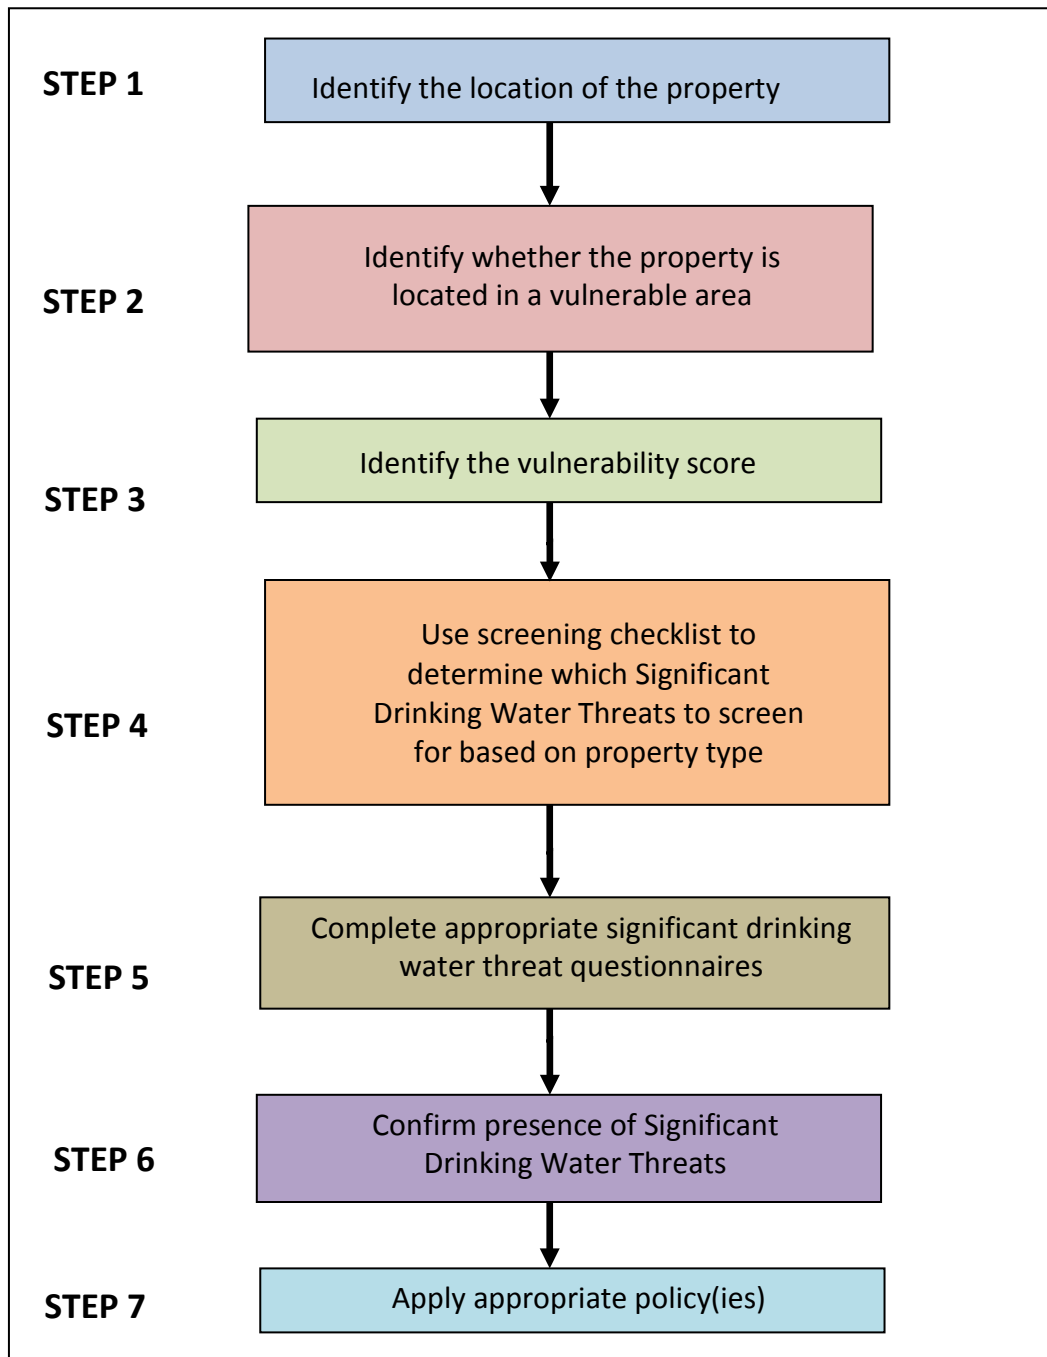 STEP 1
Identify the location of the property
STEP 2
Identify whether the property is
located in a vulnerable area
STEP 3
Identify the vulnerability score
STEP 4
Use screening checklist to
determine which Significant
Drinking Water Threats to screen
for based on property type
STEP 5
Complete appropriate significant drinking
water threat questionnaires
STEP 6
Confirm presence of Significant
Drinking Water Threats
STEP 7
Apply appropriate policy(ies)